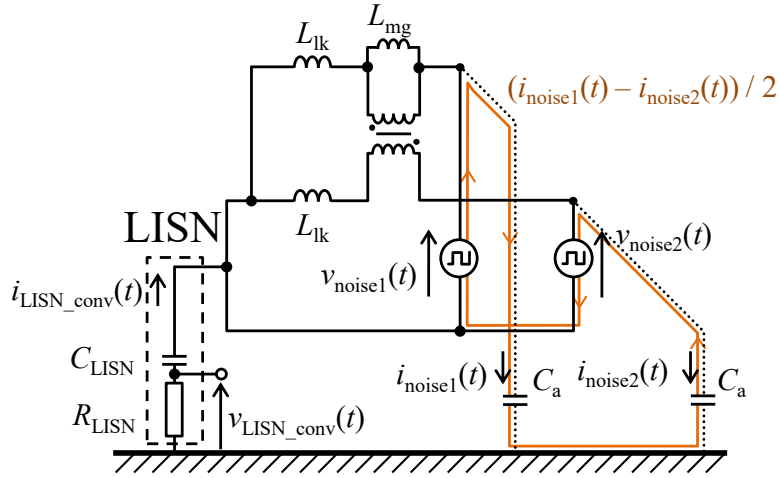 L_mg
L_lk
(i_noise1(t) – i_noise2(t)) / 2
L_lk
LISN
v_noise1(t)
v_noise2(t)
i_LISN_conv(t)
C_LISN
i_noise1(t)
C_a
i_noise2(t)
C_a
R_LISN
v_LISN_conv(t)